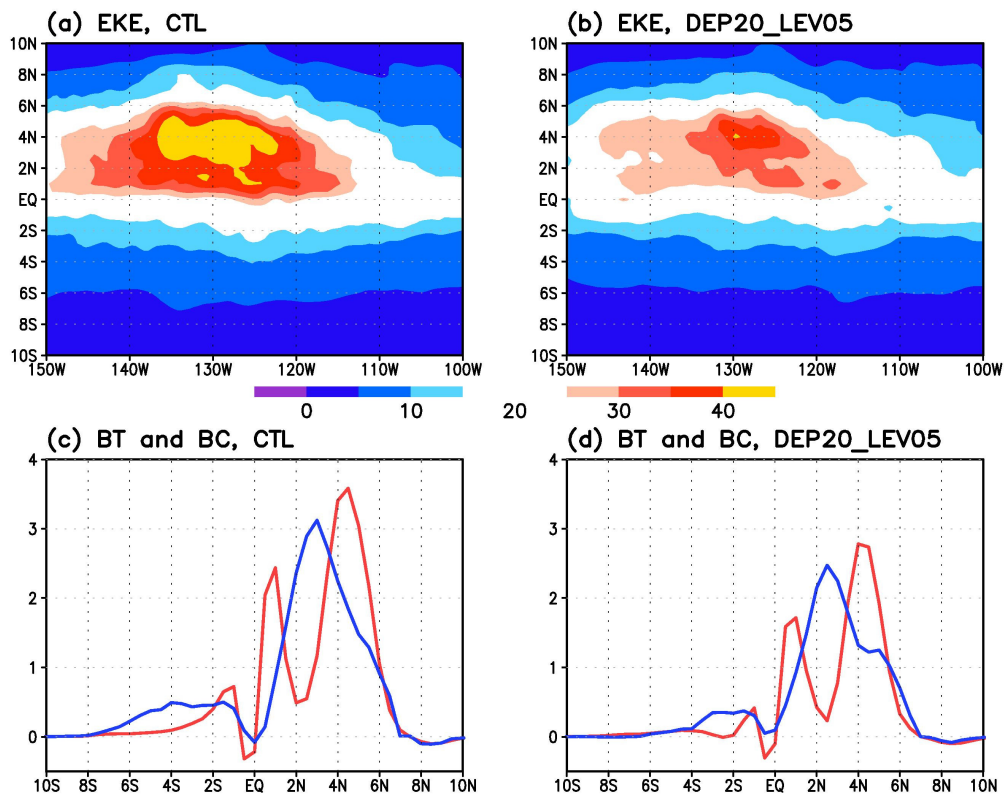 (a) EKE, CTL
(b) EKE, DEP20_LEV05
10N
8N
6N
4N
2N
EQ
2S
4S
6S
8S
10S
150W 140W 130W 120W 110W 100W
10N
8N
6N
4N
2N
EQ
2S
4S
6S
8S
10S
150W 140W 130W 120W 110W 100W
0 10 20 30 40
(c) BT and BC, CTL
(d) BT and BC, DEP20_LEV05
4
3
2
1
0
10S 8S 6S 4S 2S EQ 2N 4N 6N 8N 10N
4
3
2
1
0
10S 8S 6S 4S 2S EQ 2N 4N 6N 8N 10N